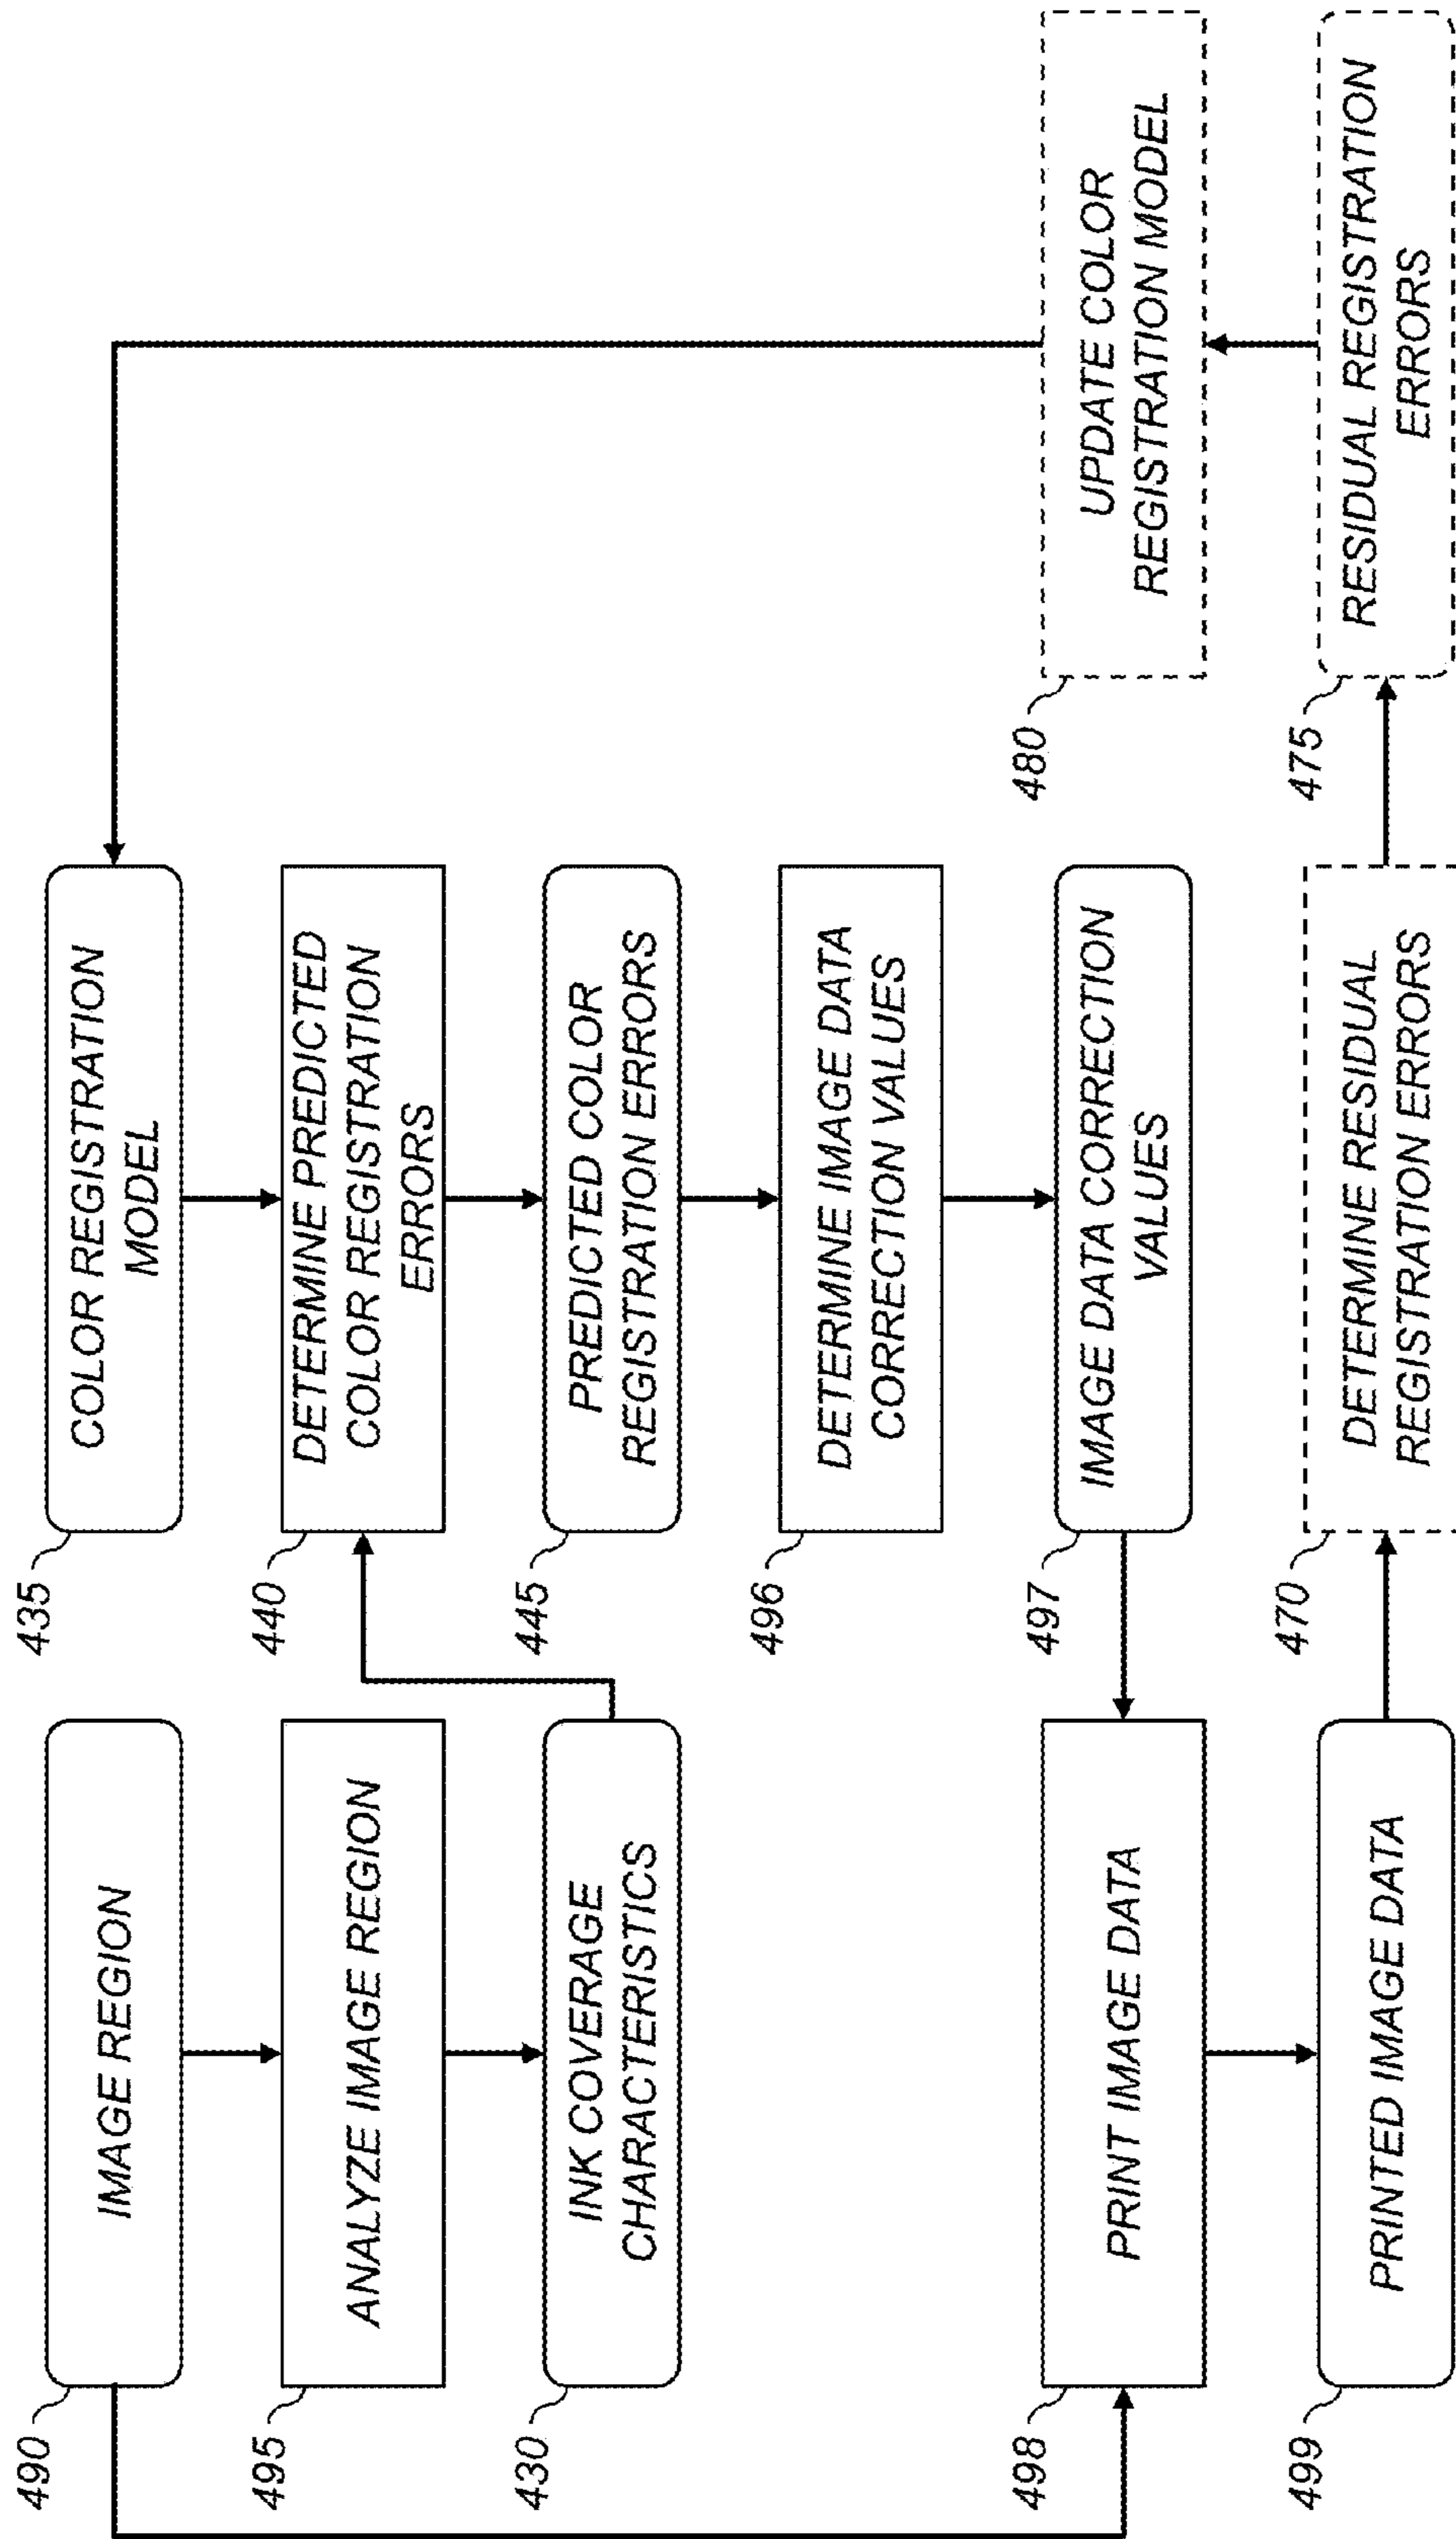 490
IMAGE REGION
495
ANALYZE IMAGE REGION
430
INK COVERAGE
CHARACTERISTICS
498
PRINT IMAGE DATA
499
PRINTED IMAGE DATA
435
COLOR REGISTRATION
MODEL
440
DETERMINE PREDICTED
COLOR REGISTRATION
ERRORS
445
PREDICTED COLOR
REGISTRATION ERRORS
496
DETERMINE IMAGE DATA
CORRECTION VALUES
497
IMAGE DATA CORRECTION
VALUES
470
DETERMINE RESIDUAL
REGISTRATION ERRORS
480
UPDATE COLOR
REGISTRATION MODEL
475
RESIDUAL REGISTRATION
ERRORS